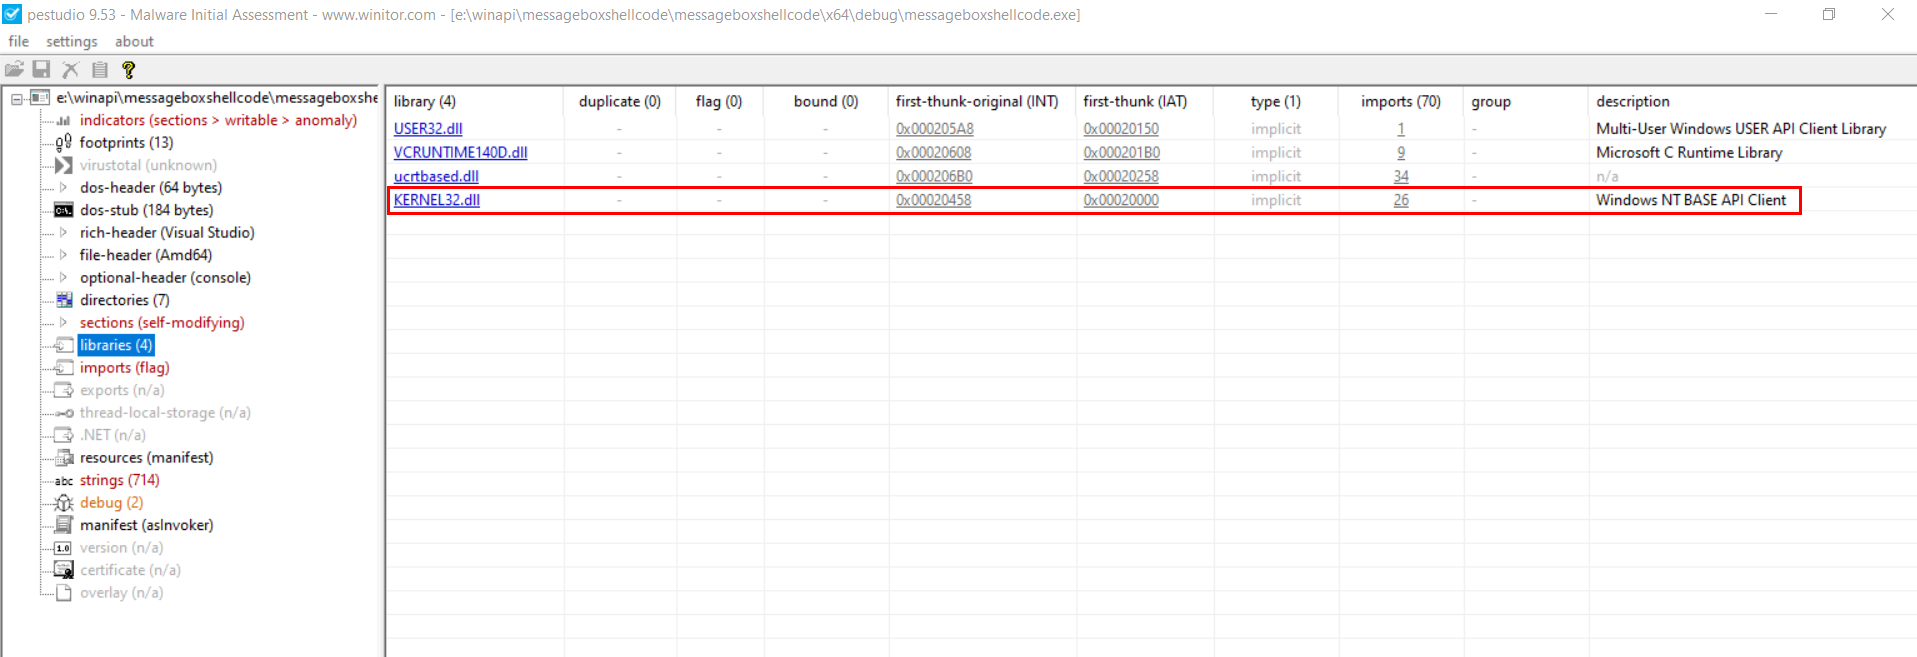 pestudio 9.53 - Malware Initial Assessment - www.winitor.com - [e:\winapi\messageboxshellcode\messageboxshellcode\x64\debug\messageboxshellcode.exe]
file settings about
e:\winapi\messageboxshellcode\messageboxshe
indicators (sections > writable > anomaly)
footprints (13)
virustotal (unknown)
dos-header (64 bytes)
dos-stub (184 bytes)
rich-header (Visual Studio)
file-header (Amd64)
optional-header (console)
directories (7)
sections (self-modifying)
libraries (4)
imports (flag)
exports (n/a)
thread-local-storage (n/a)
.NET (n/a)
resources (manifest)
abc strings (714)
debug (2)
manifest (asInvoker)
1.0 version (n/a)
certificate (n/a)
overlay (n/a)
library (4) duplicate (0) flag (0) bound (0) first-thunk-original (INT) first-thunk (IAT) type (1) imports (70) group description
USER32.dll - - - 0x000205A8 0x00020150 implicit 1 - Multi-User Windows USER API Client Library
VCRUNTIME140D.dll - - - 0x00020608 0x000201B0 implicit 9 - Microsoft C Runtime Library
ucrtbased.dll - - - 0x000206B0 0x00020258 implicit 34 - n/a
KERNEL32.dll - - - 0x00020458 0x00020000 implicit 26 - Windows NT BASE API Client